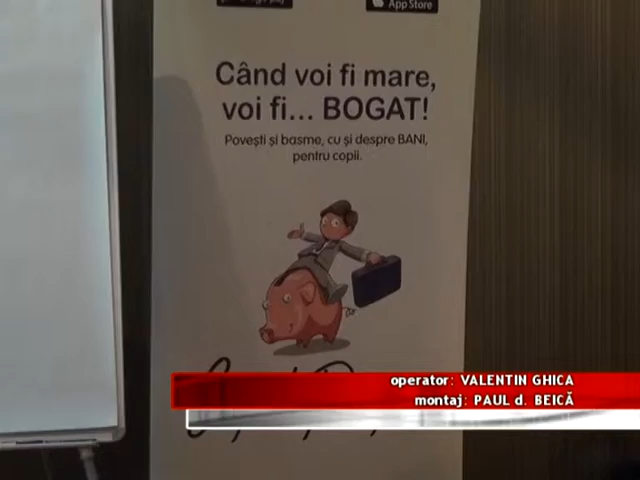 App Store
Când voi fi mare,
voi fi... BOGAT!
Povești și basme, cu și despre BANI,
pentru copii.
operator: VALENTIN GHICA
montaj: PAUL d. BEICĂ